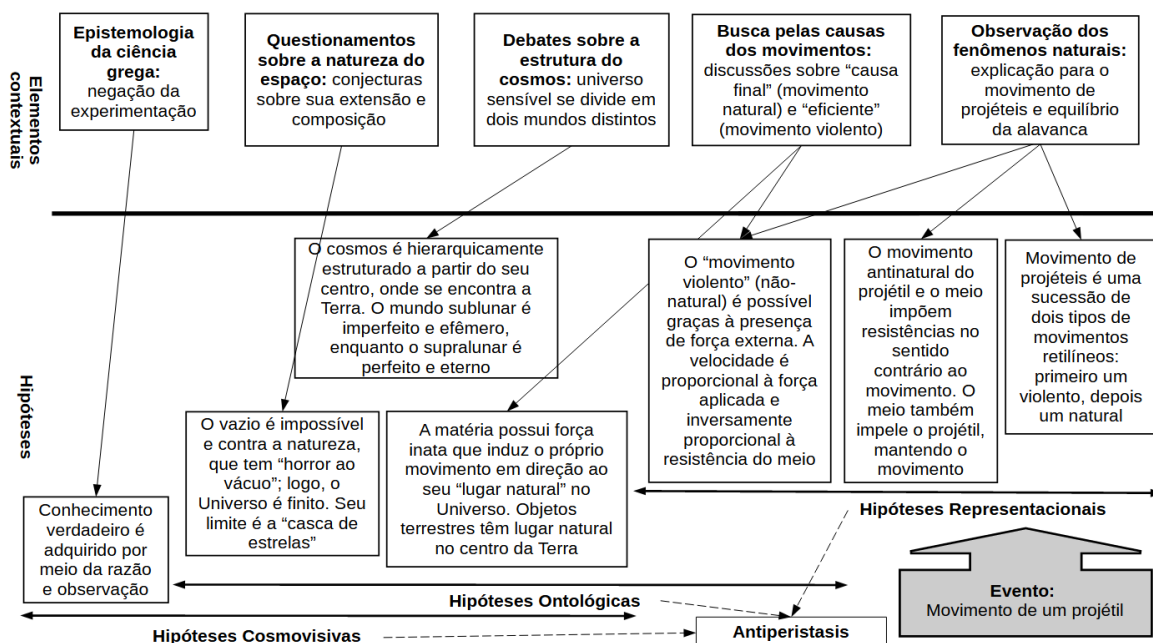 Elementos
contextuais
Epistemologia
da ciência
grega:
negação da
experimentação
Questionamentos
sobre a natureza do
espaço: conjecturas
sobre sua extensão e
composição
Debates sobre a
estrutura do
cosmos: universo
sensível se divide em
dois mundos distintos
Busca pelas causas
dos movimentos:
discussões sobre “causa
final” (movimento
natural) e “eficiente”
(movimento violento)
Observação dos
fenômenos naturais:
explicação para o
movimento de
projéteis e equilíbrio
da alavanca
Hipóteses
O cosmos é hierarquicamente
estruturado a partir do seu
centro, onde se encontra a
Terra. O mundo sublunar é
imperfeito e efêmero,
enquanto o supralunar é
perfeito e eterno
O “movimento
violento” (não-
natural) é possível
graças à presença
de força externa. A
velocidade é
proporcional à força
aplicada e
inversamente
proporcional à
resistência do meio
O movimento
antinatural do
projétil e o meio
impõem
resistências no
sentido
contrário ao
movimento. O
meio também
impele o projétil,
mantendo o
movimento
Movimento de
projéteis é uma
sucessão de
dois tipos de
movimentos
retilíneos:
primeiro um
violento, depois
um natural
O vazio é impossível
e contra a natureza,
que tem “horror ao
vácuo”; logo, o
Universo é finito. Seu
limite é a “casca de
estrelas”
A matéria possui força
inata que induz o próprio
movimento em direção ao
seu “lugar natural” no
Universo. Objetos
terrestres têm lugar natural
no centro da Terra
Conhecimento
verdadeiro é
adquirido por
meio da razão
e observação
Hipóteses Representacionais
Hipóteses Ontológicas
Hipóteses Cosmovisivas
Antiperistasis
Evento:
Movimento de um projétil